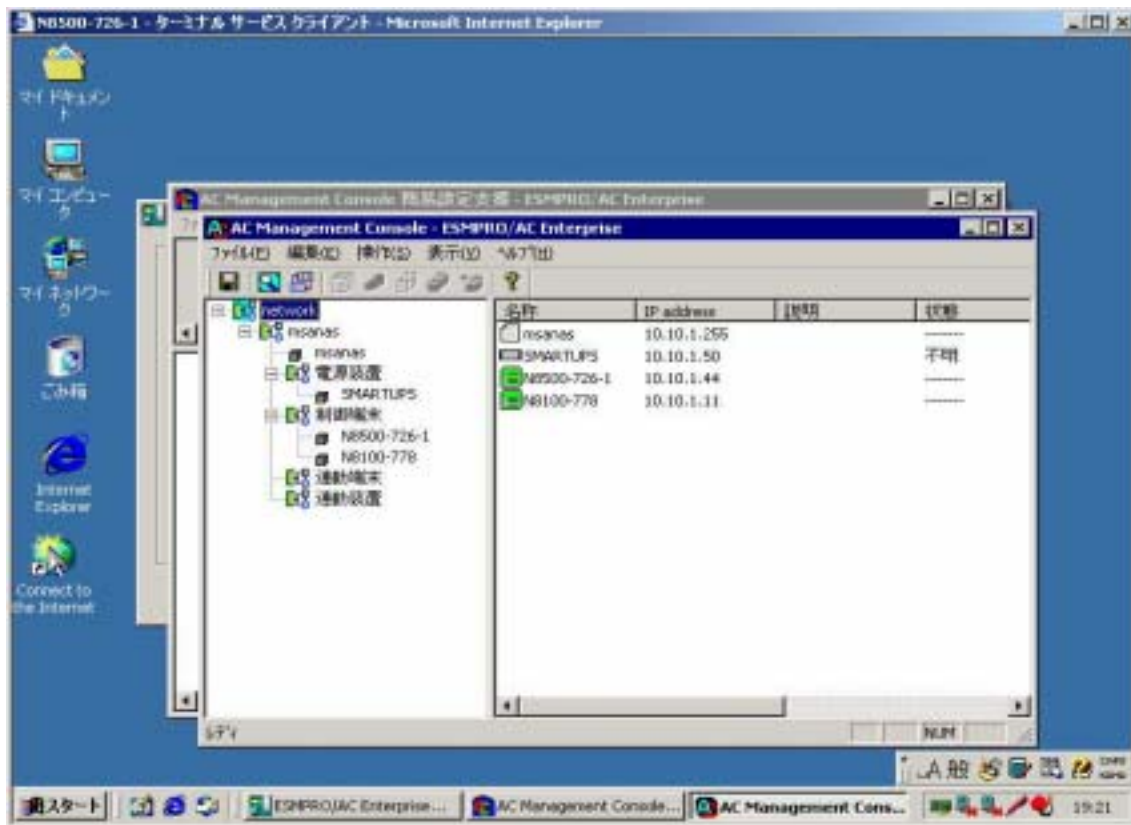 N8500-726-1 - ターミナル サービス クライアント - Microsoft Internet Explorer
マイ ドキュメン
ト
マイ コンピュー
タ
マイ ネットワー
ク
ごみ箱
Internet
Explorer
Connect to
the Internet
AC Management Console 簡易設定支援 - ESMPRO/AC Enterprise
AC Management Console - ESMPRO/AC Enterprise
ファイル(F) 編集(E) 操作(S) 表示(V) ヘルプ(H)
network
msanas
msanas
電源装置
SMARTUPS
制御端末
N8500-726-1
N8100-778
連動端末
連動装置
名称 IP address 説明 状態
msanas 10.10.1.255 -------
SMARTUPS 10.10.1.50 不明
N8500-726-1 10.10.1.44 -------
N8100-778 10.10.1.11 -------
レディ NUM
A 般
スタート ESMPRO/AC Enterprise... AC Management Console... AC Management Cons... 19:21